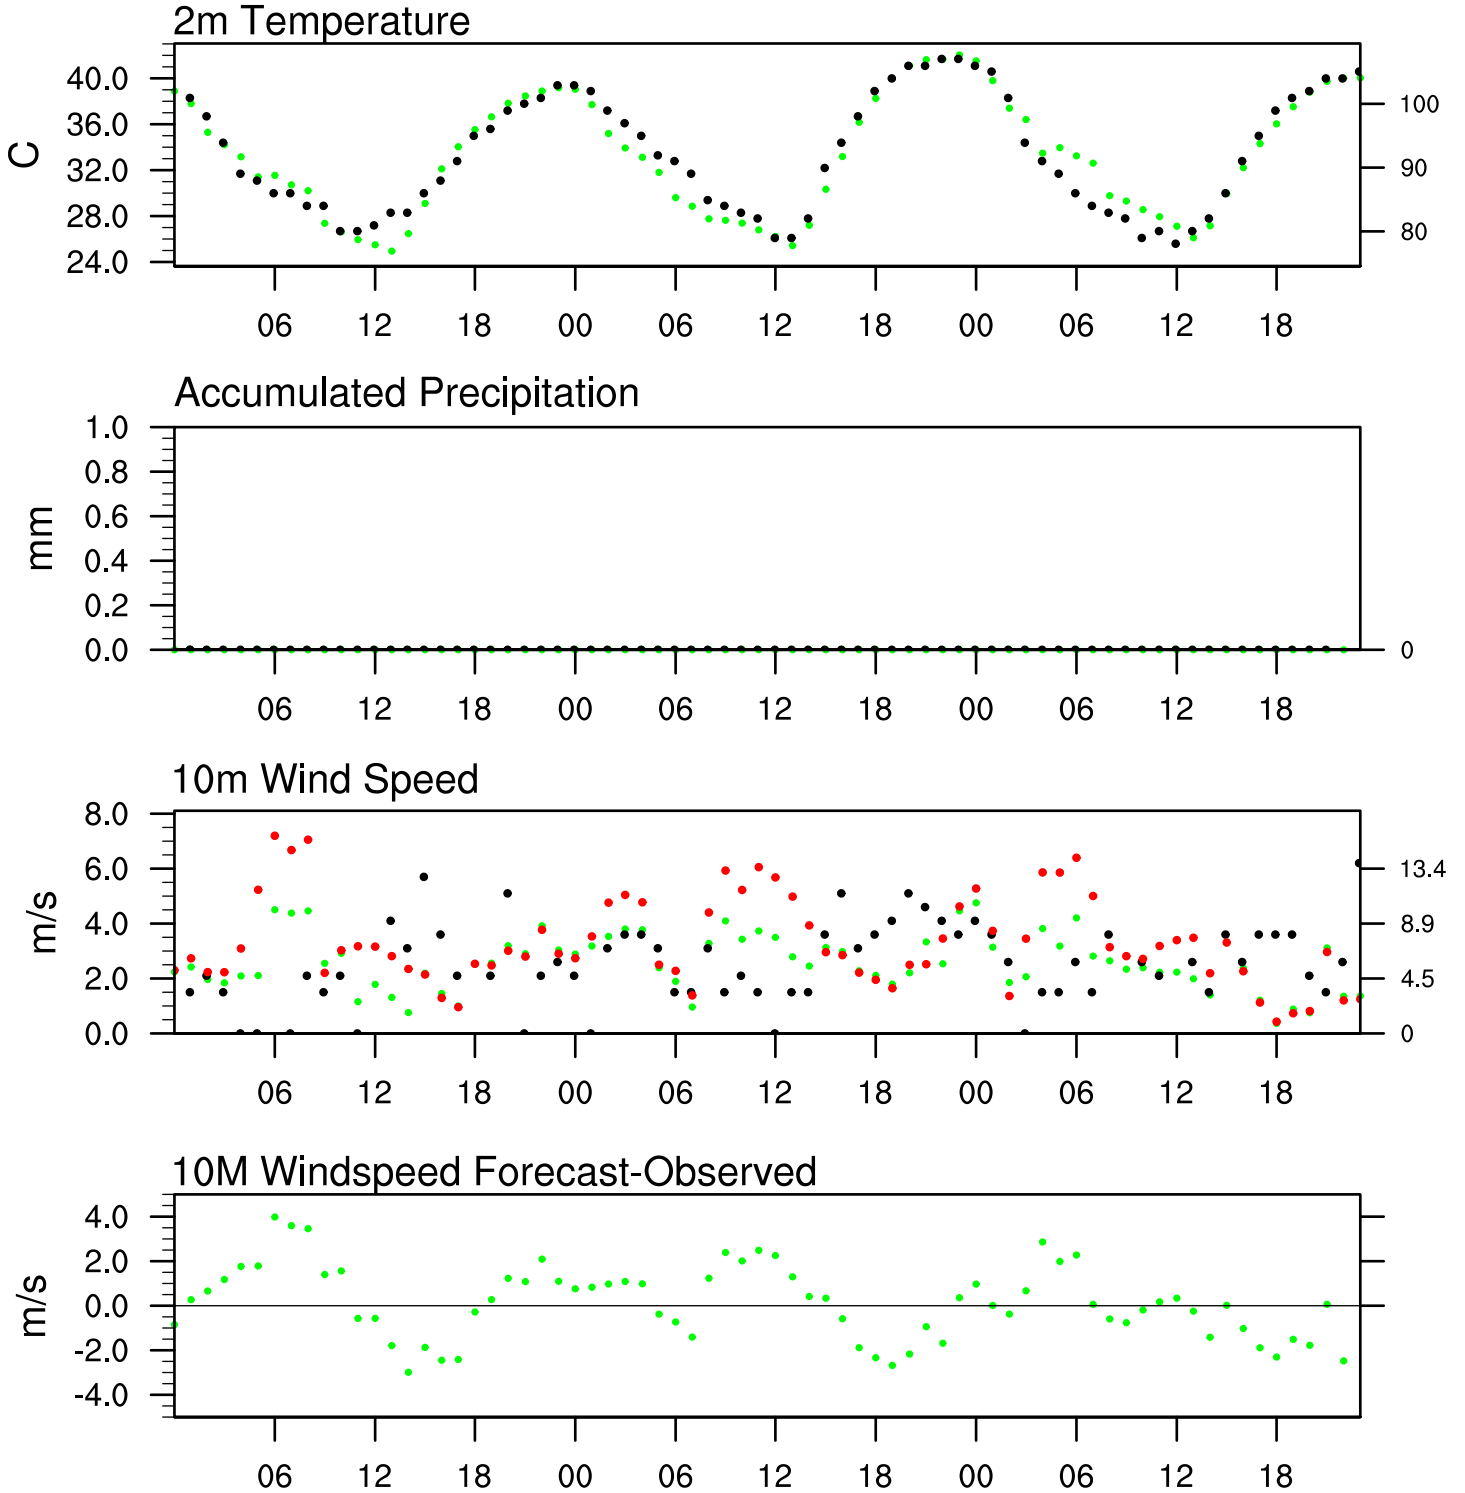 2m Temperature
40.0
36.0
32.0
28.0
24.0
C
100
90
80
06 12 18 00 06 12 18 00 06 12 18
Accumulated Precipitation
1.0
0.8
0.6
0.4
0.2
0.0
mm
0
06 12 18 00 06 12 18 00 06 12 18
10m Wind Speed
8.0
6.0
4.0
2.0
0.0
m/s
13.4
8.9
4.5
0
06 12 18 00 06 12 18 00 06 12 18
10M Windspeed Forecast-Observed
4.0
2.0
0.0
-2.0
-4.0
m/s
06 12 18 00 06 12 18 00 06 12 18